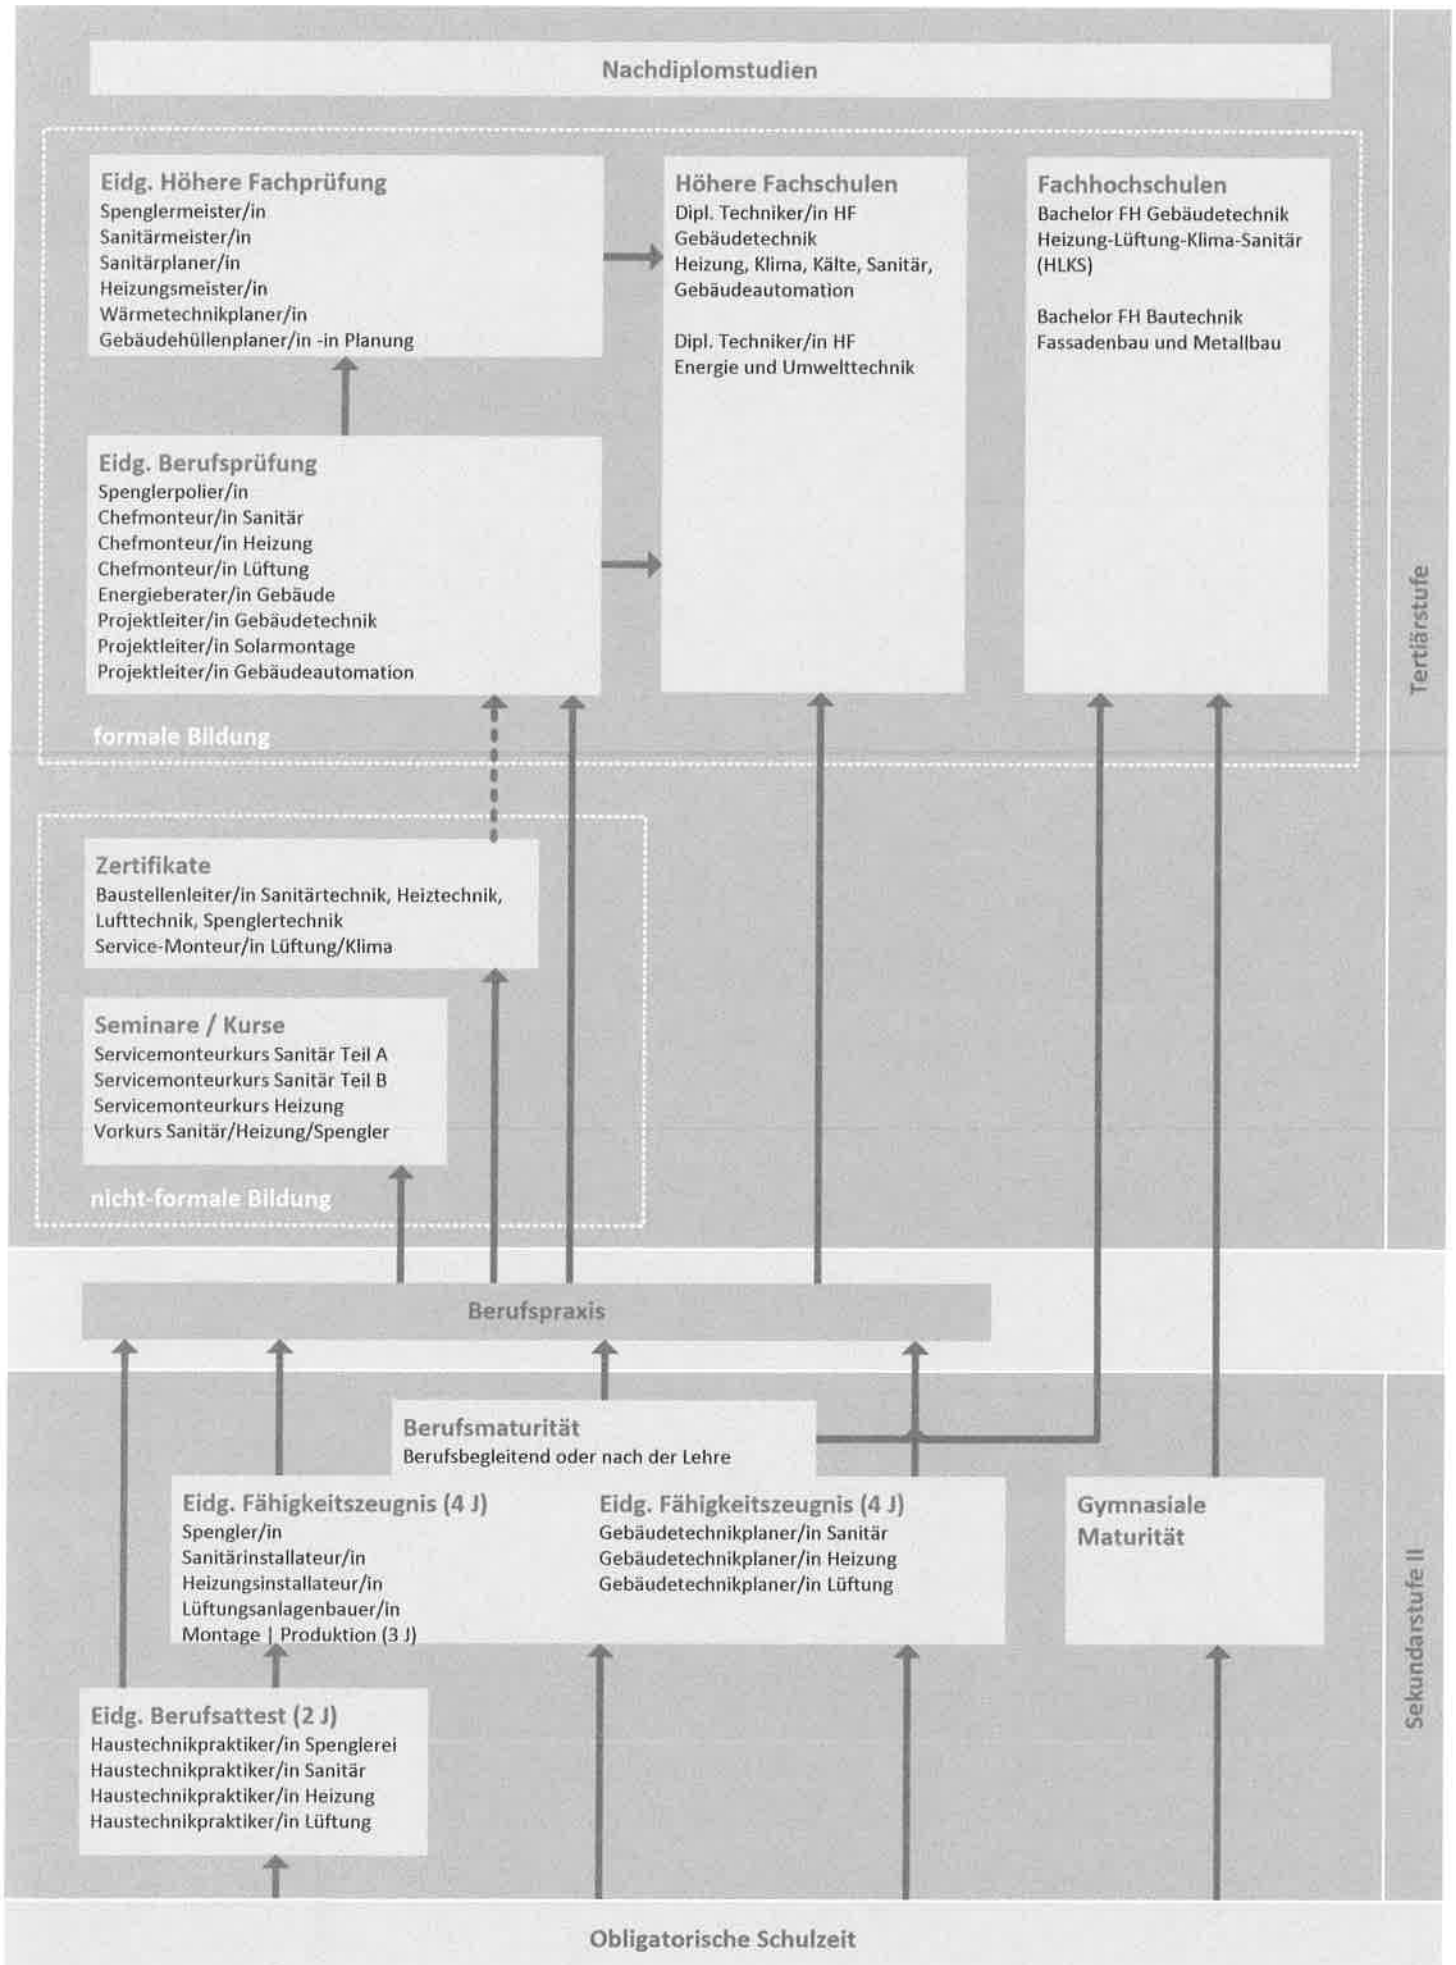 Nachdiplomstudien
Eidg. Höhere Fachprüfung
Spenglermeister/in
Sanitärmeister/in
Sanitärplaner/in
Heizungsmeister/in
Wärmetechnikplaner/in
Gebäudehüllenplaner/in -in Planung
Höhere Fachschulen
Dipl. Techniker/in HF
Gebäudetechnik
Heizung, Klima, Kälte, Sanitär,
Gebäudeautomation
Dipl. Techniker/in HF
Energie und Umwelttechnik
Fachhochschulen
Bachelor FH Gebäudetechnik
Heizung-Lüftung-Klima-Sanitär
(HLKS)
Bachelor FH Bautechnik
Fassadenbau und Metallbau
Eidg. Berufsprüfung
Spenglerpolier/in
Chefmonteur/in Sanitär
Chefmonteur/in Heizung
Chefmonteur/in Lüftung
Energieberater/in Gebäude
Projektleiter/in Gebäudetechnik
Projektleiter/in Solarmontage
Projektleiter/in Gebäudeautomation
formale Bildung
Tertiärstufe
Zertifikate
Baustellenleiter/in Sanitärtechnik, Heiztechnik,
Lufttechnik, Spenglertechnik
Service-Monteur/in Lüftung/Klima
Seminare / Kurse
Servicemonteurkurs Sanitär Teil A
Servicemonteurkurs Sanitär Teil B
Servicemonteurkurs Heizung
Vorkurs Sanitär/Heizung/Spengler
nicht-formale Bildung
Berufspraxis
Berufsmaturität
Berufsbegleitend oder nach der Lehre
Eidg. Fähigkeitszeugnis (4 J)
Spengler/in
Sanitärinstallateur/in
Heizungsinstallateur/in
Lüftungsanlagenbauer/in
Montage | Produktion (3 J)
Eidg. Fähigkeitszeugnis (4 J)
Gebäudetechnikplaner/in Sanitär
Gebäudetechnikplaner/in Heizung
Gebäudetechnikplaner/in Lüftung
Gymnasiale
Maturität
Sekundarstufe II
Eidg. Berufsattest (2 J)
Haustechnikpraktiker/in Spenglerei
Haustechnikpraktiker/in Sanitär
Haustechnikpraktiker/in Heizung
Haustechnikpraktiker/in Lüftung
Obligatorische Schulzeit